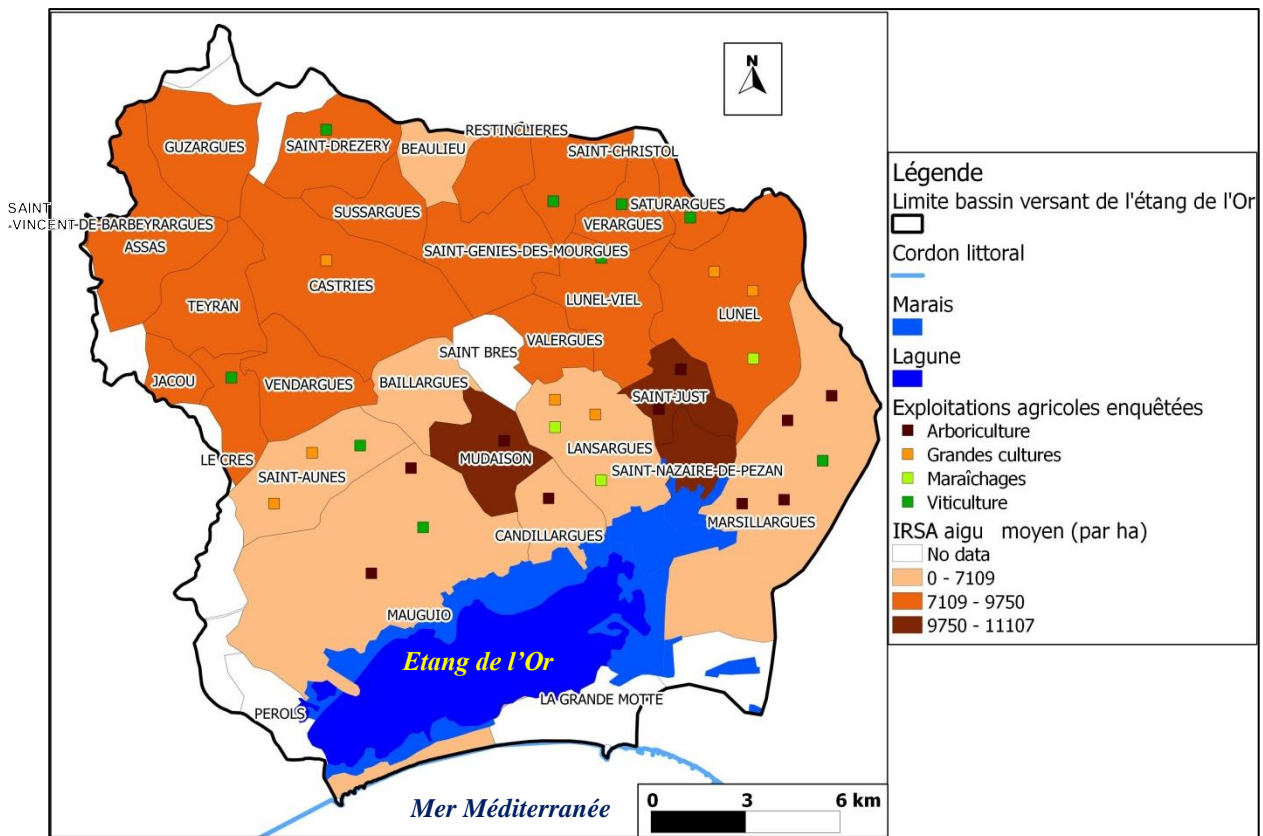 N
RESTINCLIERES
GUZARGUES
SAINT-DREZERY
BEAULIEU
SAINT-CHRISTOL
SAINT
-VINCENT-DE-BARBEYRARGUES
SUSSARGUES
SATURARGUES
VERARGUES
ASSAS
SAINT-GENIES-DES-MOURGUES
CASTRIES
TEYRAN
LUNEL-VIEL
LUNEL
VALERGUES
SAINT BRES
JACOU
VENDARGUES
BAILLARGUES
SAINT-JUST
LANSARGUES
LE CRES
MUDAISON
SAINT-AUNES
SAINT-NAZAIRE-DE-PEZAN
MARSILLARGUES
CANDILLARGUES
MAUGUIO
Etang de l'Or
LA GRANDE MOTTE
PEROLS
Mer Méditerranée
0 3 6 km
Légende
Limite bassin versant de l'étang de l'Or
Cordon littoral
Marais
Lagune
Exploitations agricoles enquêtées
Arboriculture
Grandes cultures
Maraîchages
Viticulture
IRSA aigu moyen (par ha)
No data
0 - 7109
7109 - 9750
9750 - 11107